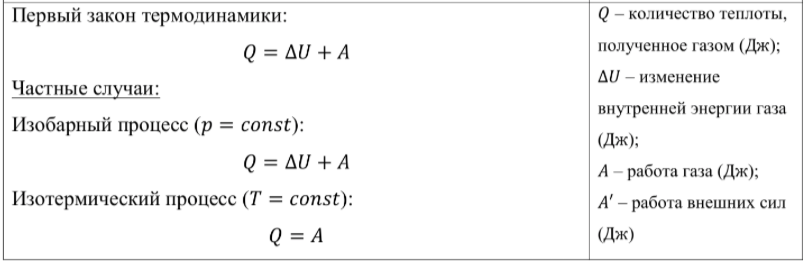 Первый закон термодинамики:
𝑄 = Δ𝑈 + 𝐴
Частные случаи:
Изобарный процесс (𝑝 = 𝑐𝑜𝑛𝑠𝑡):
𝑄 = Δ𝑈 + 𝐴
Изотермический процесс (𝑇 = 𝑐𝑜𝑛𝑠𝑡):
𝑄 = 𝐴
𝑄 – количество теплоты,
полученное газом (Дж);
Δ𝑈 – изменение
внутренней энергии газа
(Дж);
𝐴 – работа газа (Дж);
𝐴′ – работа внешних сил
(Дж)